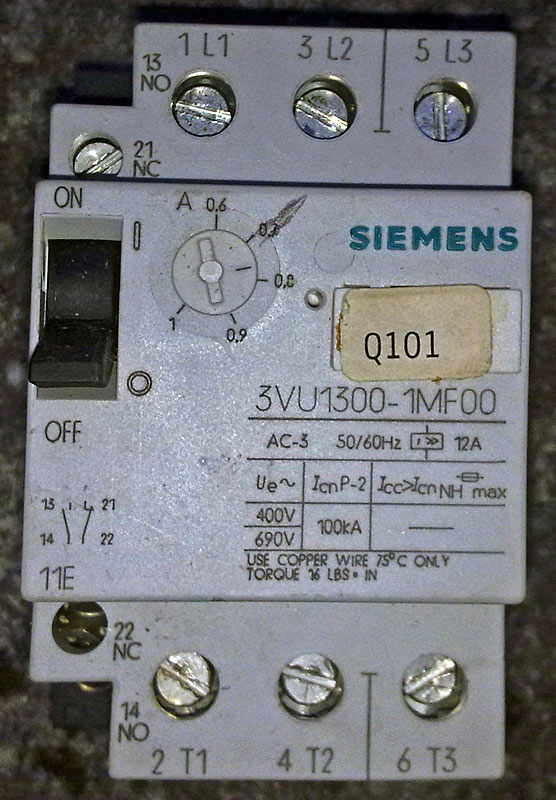 1 L1 3 L2 5 L3
13
NO
21
NC
ON
A
0,6
0,7
0,8
0,9
1
I
O
OFF
SIEMENS
Q101
3VU1300-1MF00
AC-3 50/60Hz I >> 12A
Ue~ IcnP-2 Icc>Icn NH max
400V
690V
100kA —
USE COPPER WIRE 75°C ONLY
TORQUE 16 LBS·IN
13 21
14 22
11E
22
NC
14
NO
2 T1 4 T2 6 T3